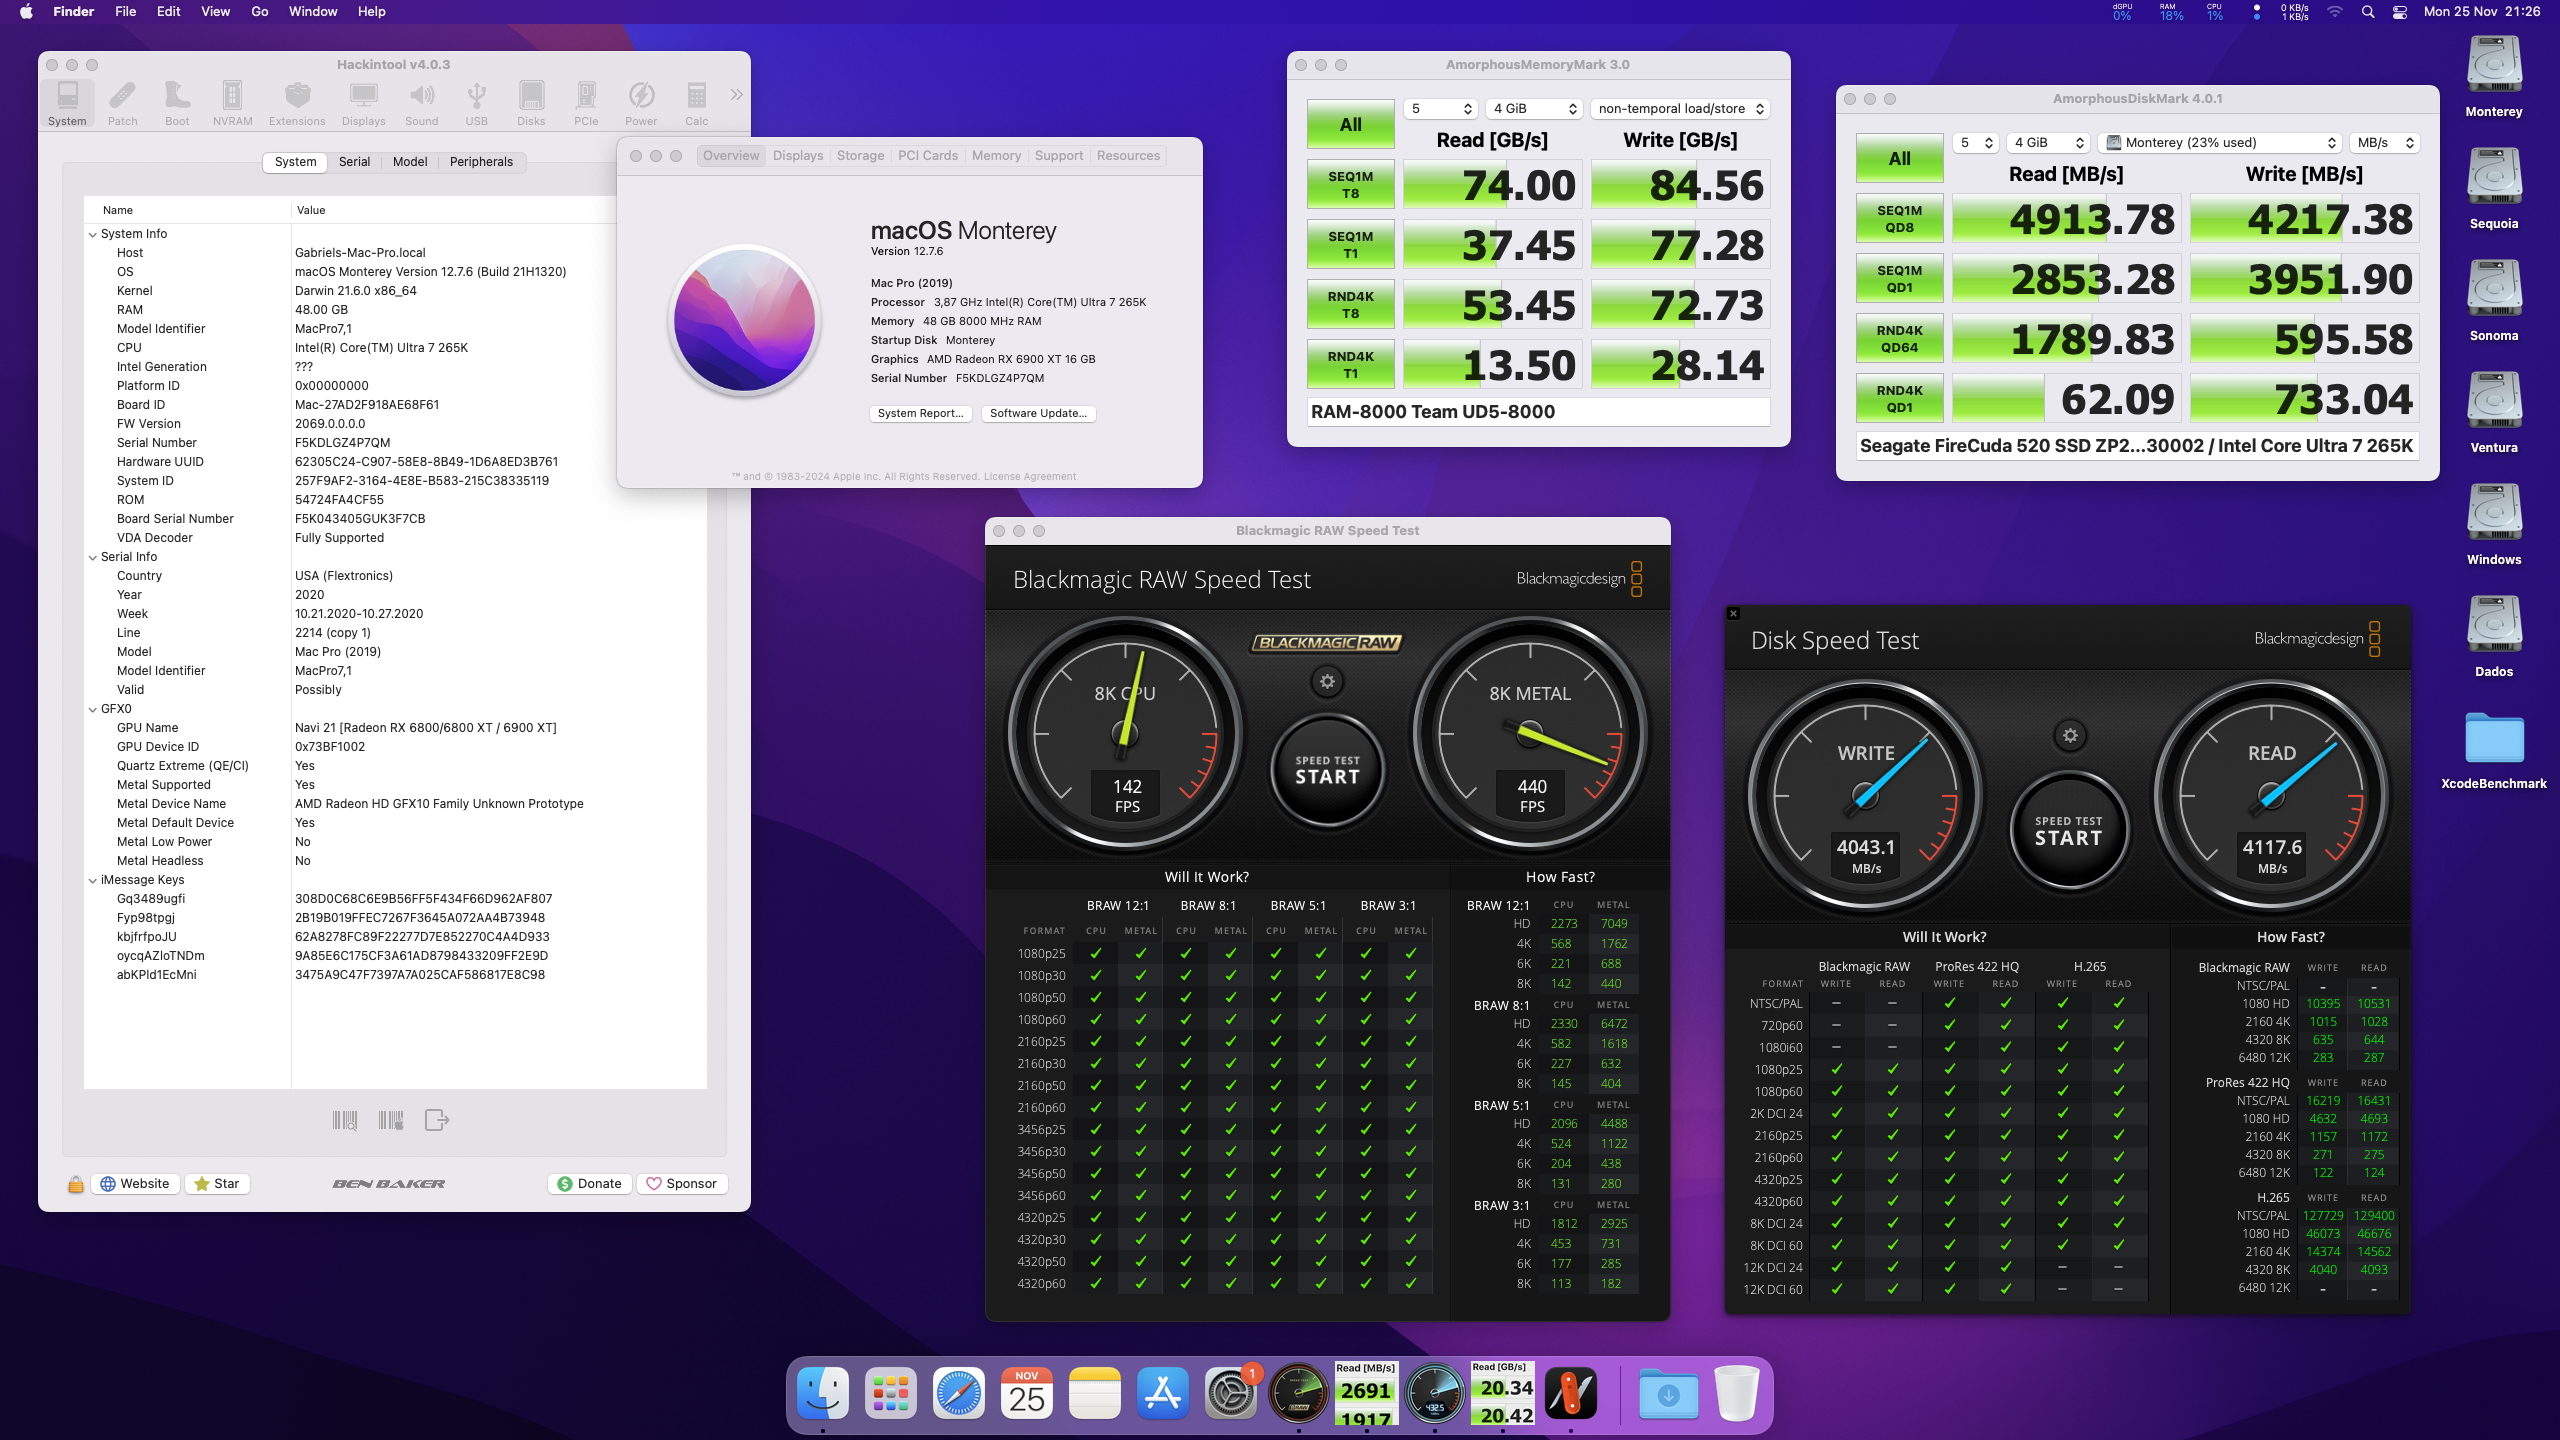 Finder File Edit View Go Window Help
dGPU 0% RAM 18% CPU 1% 0 KB/s 1 KB/s Mon 25 Nov 21:26
Hackintool v4.0.3
System Patch Boot NVRAM Extensions Displays Sound USB Disks PCIe Power Calc
System Serial Model Peripherals
Name Value
System Info
Host Gabriels-Mac-Pro.local
OS macOS Monterey Version 12.7.6 (Build 21H1320)
Kernel Darwin 21.6.0 x86_64
RAM 48.00 GB
Model Identifier MacPro7,1
CPU Intel(R) Core(TM) Ultra 7 265K
Intel Generation ???
Platform ID 0x00000000
Board ID Mac-27AD2F918AE68F61
FW Version 2069.0.0.0.0
Serial Number F5KDLGZ4P7QM
Hardware UUID 62305C24-C907-58E8-8B49-1D6A8ED3B761
System ID 257F9AF2-3164-4E8E-B583-215C38335119
ROM 54724FA4CF55
Board Serial Number F5K043405GUK3F7CB
VDA Decoder Fully Supported
Serial Info
Country USA (Flextronics)
Year 2020
Week 10.21.2020-10.27.2020
Line 2214 (copy 1)
Model Mac Pro (2019)
Model Identifier MacPro7,1
Valid Possibly
GFX0
GPU Name Navi 21 [Radeon RX 6800/6800 XT / 6900 XT]
GPU Device ID 0x73BF1002
Quartz Extreme (QE/CI) Yes
Metal Supported Yes
Metal Device Name AMD Radeon HD GFX10 Family Unknown Prototype
Metal Default Device Yes
Metal Low Power No
Metal Headless No
iMessage Keys
Gq3489ugfi 308D0C68C6E9B56FF5F434F66D962AF807
Fyp98tpgj 2B19B019FFEC7267F3645A072AA4B73948
kbjfrfpoJU 62A8278FC89F22277D7E852270C4A4D933
oycqAZloTNDm 9A85E6C175CF3A61AD8798433209FF2E9D
abKPld1EcMni 3475A9C47F7397A7A025CAF586817E8C98
Website Star BEN BAKER Donate Sponsor
Overview Displays Storage PCI Cards Memory Support Resources
macOS Monterey
Version 12.7.6
Mac Pro (2019)
Processor 3,87 GHz Intel(R) Core(TM) Ultra 7 265K
Memory 48 GB 8000 MHz RAM
Startup Disk Monterey
Graphics AMD Radeon RX 6900 XT 16 GB
Serial Number F5KDLGZ4P7QM
System Report... Software Update...
™ and © 1983-2024 Apple Inc. All Rights Reserved. License Agreement
AmorphousMemoryMark 3.0
All 5 4 GiB non-temporal load/store
Read [GB/s] Write [GB/s]
SEQ1M T8 74.00 84.56
SEQ1M T1 37.45 77.28
RND4K T8 53.45 72.73
RND4K T1 13.50 28.14
RAM-8000 Team UD5-8000
AmorphousDiskMark 4.0.1
All 5 4 GiB Monterey (23% used) MB/s
Read [MB/s] Write [MB/s]
SEQ1M QD8 4913.78 4217.38
SEQ1M QD1 2853.28 3951.90
RND4K QD64 1789.83 595.58
RND4K QD1 62.09 733.04
Seagate FireCuda 520 SSD ZP2...30002 / Intel Core Ultra 7 265K
Monterey
Sequoia
Sonoma
Ventura
Windows
Dados
XcodeBenchmark
Blackmagic RAW Speed Test
Blackmagic RAW Speed Test Blackmagicdesign
BLACKMAGIC RAW
8K CPU 142 FPS
SPEED TEST START
8K METAL 440 FPS
Will It Work? How Fast?
BRAW 12:1 BRAW 8:1 BRAW 5:1 BRAW 3:1
FORMAT CPU METAL CPU METAL CPU METAL CPU METAL
1080p25 ✓ ✓ ✓ ✓ ✓ ✓ ✓ ✓
1080p30 ✓ ✓ ✓ ✓ ✓ ✓ ✓ ✓
1080p50 ✓ ✓ ✓ ✓ ✓ ✓ ✓ ✓
1080p60 ✓ ✓ ✓ ✓ ✓ ✓ ✓ ✓
2160p25 ✓ ✓ ✓ ✓ ✓ ✓ ✓ ✓
2160p30 ✓ ✓ ✓ ✓ ✓ ✓ ✓ ✓
2160p50 ✓ ✓ ✓ ✓ ✓ ✓ ✓ ✓
2160p60 ✓ ✓ ✓ ✓ ✓ ✓ ✓ ✓
3456p25 ✓ ✓ ✓ ✓ ✓ ✓ ✓ ✓
3456p30 ✓ ✓ ✓ ✓ ✓ ✓ ✓ ✓
3456p50 ✓ ✓ ✓ ✓ ✓ ✓ ✓ ✓
3456p60 ✓ ✓ ✓ ✓ ✓ ✓ ✓ ✓
4320p25 ✓ ✓ ✓ ✓ ✓ ✓ ✓ ✓
4320p30 ✓ ✓ ✓ ✓ ✓ ✓ ✓ ✓
4320p50 ✓ ✓ ✓ ✓ ✓ ✓ ✓ ✓
4320p60 ✓ ✓ ✓ ✓ ✓ ✓ ✓ ✓
BRAW 12:1 CPU METAL
HD 2273 7049
4K 568 1762
6K 221 688
8K 142 440
BRAW 8:1 CPU METAL
HD 2330 6472
4K 582 1618
6K 227 632
8K 145 404
BRAW 5:1 CPU METAL
HD 2096 4488
4K 524 1122
6K 204 438
8K 131 280
BRAW 3:1 CPU METAL
HD 1812 2925
4K 453 731
6K 177 285
8K 113 182
Disk Speed Test Blackmagicdesign
WRITE 4043.1 MB/s
SPEED TEST START
READ 4117.6 MB/s
Will It Work? How Fast?
Blackmagic RAW ProRes 422 HQ H.265
FORMAT WRITE READ WRITE READ WRITE READ
NTSC/PAL – – ✓ ✓ ✓ ✓
720p60 – – ✓ ✓ ✓ ✓
1080i60 – – ✓ ✓ ✓ ✓
1080p25 ✓ ✓ ✓ ✓ ✓ ✓
1080p60 ✓ ✓ ✓ ✓ ✓ ✓
2K DCI 24 ✓ ✓ ✓ ✓ ✓ ✓
2160p25 ✓ ✓ ✓ ✓ ✓ ✓
2160p60 ✓ ✓ ✓ ✓ ✓ ✓
4320p25 ✓ ✓ ✓ ✓ ✓ ✓
4320p60 ✓ ✓ ✓ ✓ ✓ ✓
8K DCI 24 ✓ ✓ ✓ ✓ ✓ ✓
8K DCI 60 ✓ ✓ ✓ ✓ ✓ ✓
12K DCI 24 ✓ ✓ ✓ ✓ – –
12K DCI 60 ✓ ✓ ✓ ✓ – –
Blackmagic RAW WRITE READ
NTSC/PAL - -
1080 HD 10395 10531
2160 4K 1015 1028
4320 8K 635 644
6480 12K 283 287
ProRes 422 HQ WRITE READ
NTSC/PAL 16219 16431
1080 HD 4632 4693
2160 4K 1157 1172
4320 8K 271 275
6480 12K 122 124
H.265 WRITE READ
NTSC/PAL 127729 129400
1080 HD 46073 46676
2160 4K 14374 14562
4320 8K 4040 4093
6480 12K - -
NOV 25
1
Read [MB/s] 2691 1917
432.5
Read [GB/s] 20.34 20.42